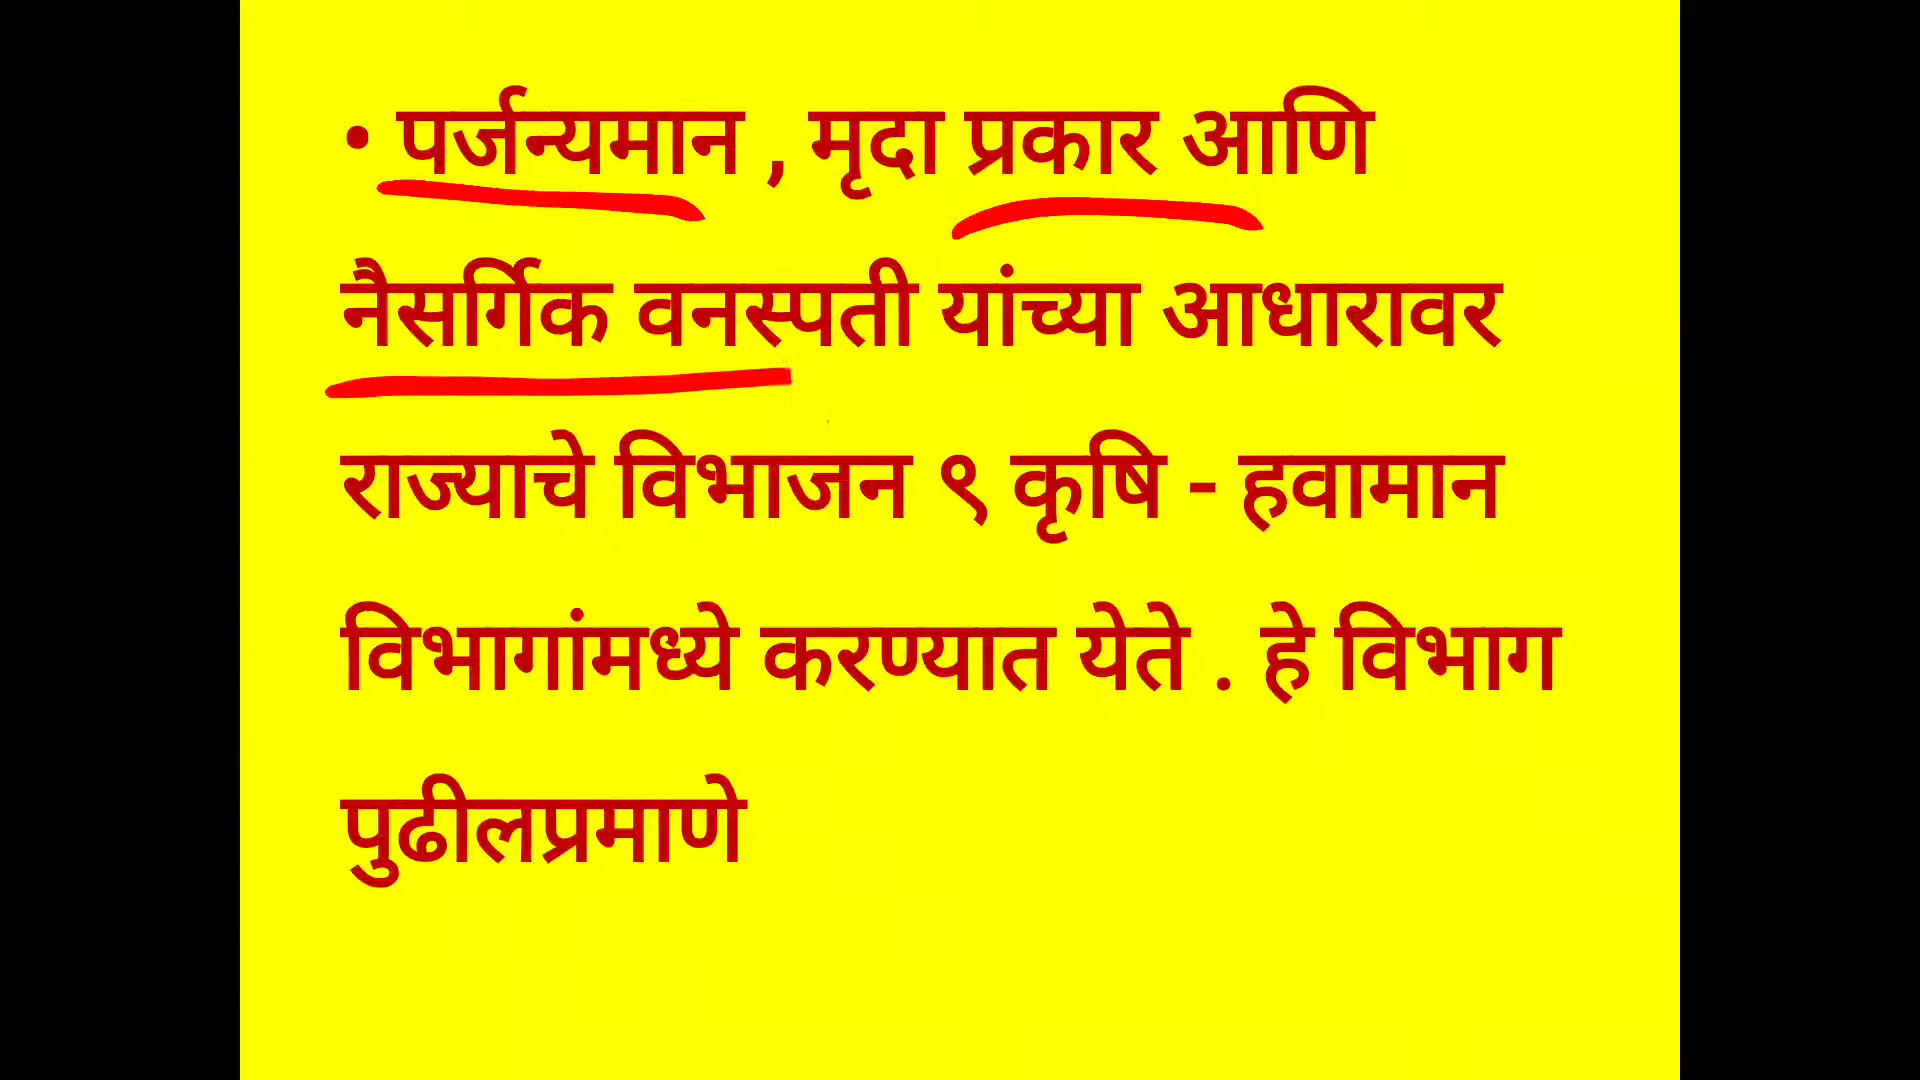 • पर्जन्यमान , मृदा प्रकार आणि
नैसर्गिक वनस्पती यांच्या आधारावर
राज्याचे विभाजन ९ कृषि - हवामान
विभागांमध्ये करण्यात येते . हे विभाग
पुढीलप्रमाणे